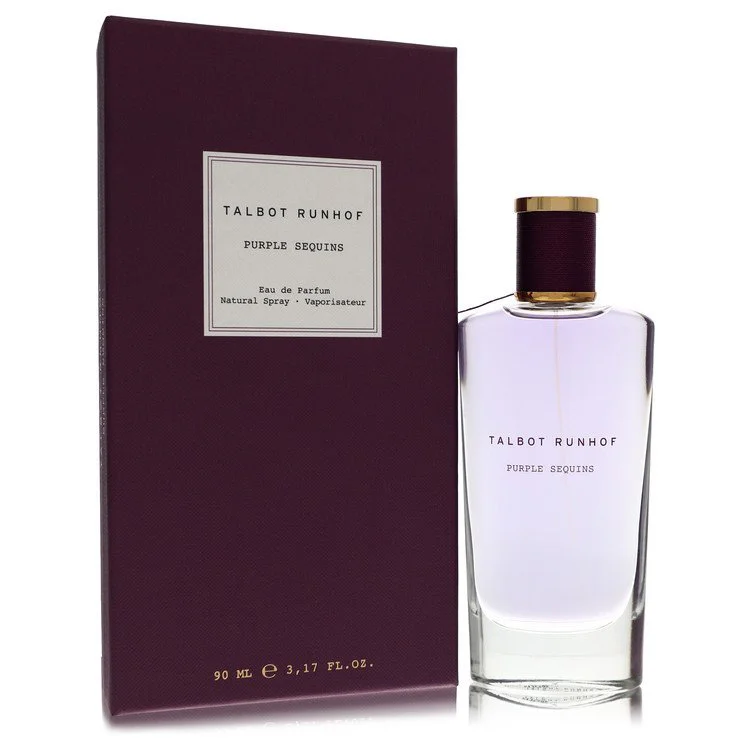 TALBOT RUNHOF
PURPLE SEQUINS
Eau de Parfum
Natural Spray · Vaporisateur
90 ML ℮ 3,17 FL.OZ.
TALBOT RUNHOF
PURPLE SEQUINS